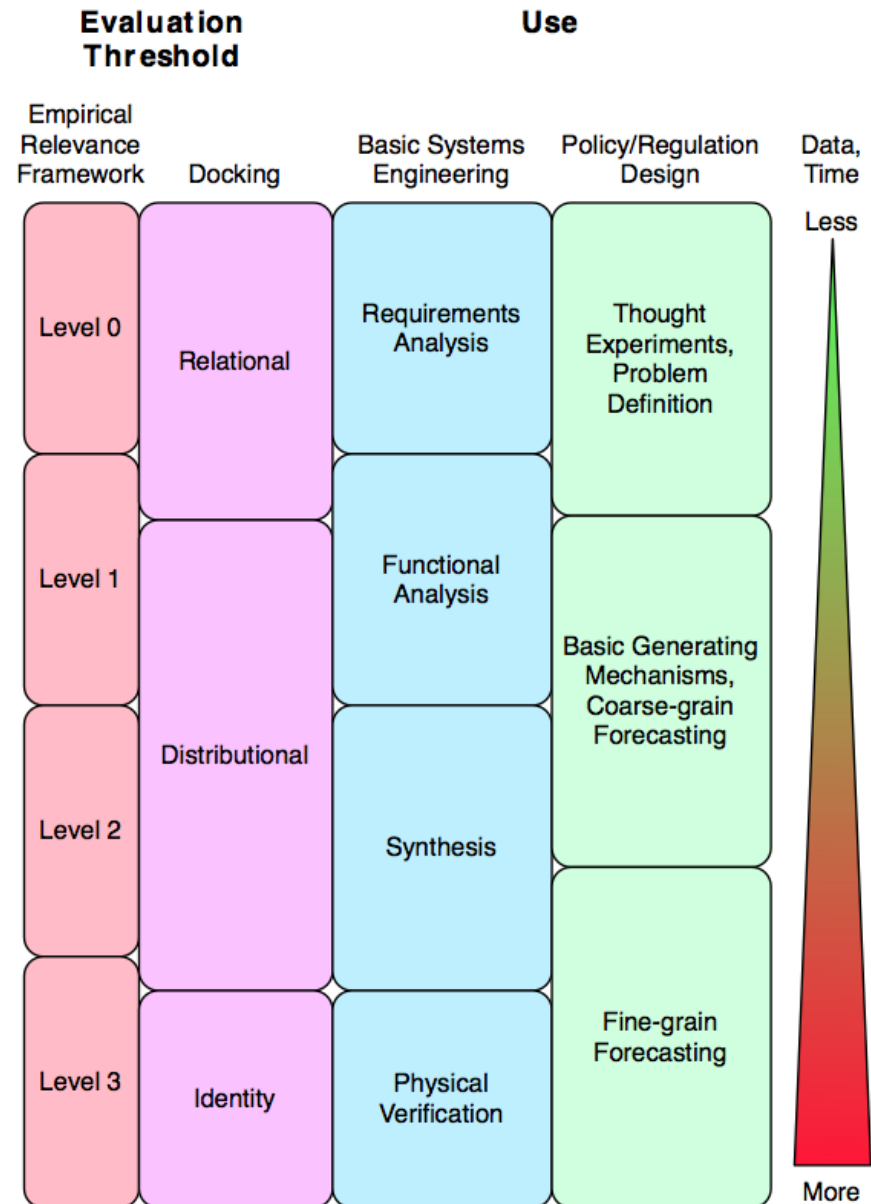 Evaluation
Threshold
Use
Empirical
Relevance
Framework
Docking
Basic Systems
Engineering
Policy/Regulation
Design
Data,
Time
Less
Level 0
Relational
Requirements
Analysis
Thought
Experiments,
Problem
Definition
Level 1
Functional
Analysis
Basic Generating
Mechanisms,
Coarse-grain
Forecasting
Distributional
Level 2
Synthesis
Fine-grain
Forecasting
Level 3
Identity
Physical
Verification
More